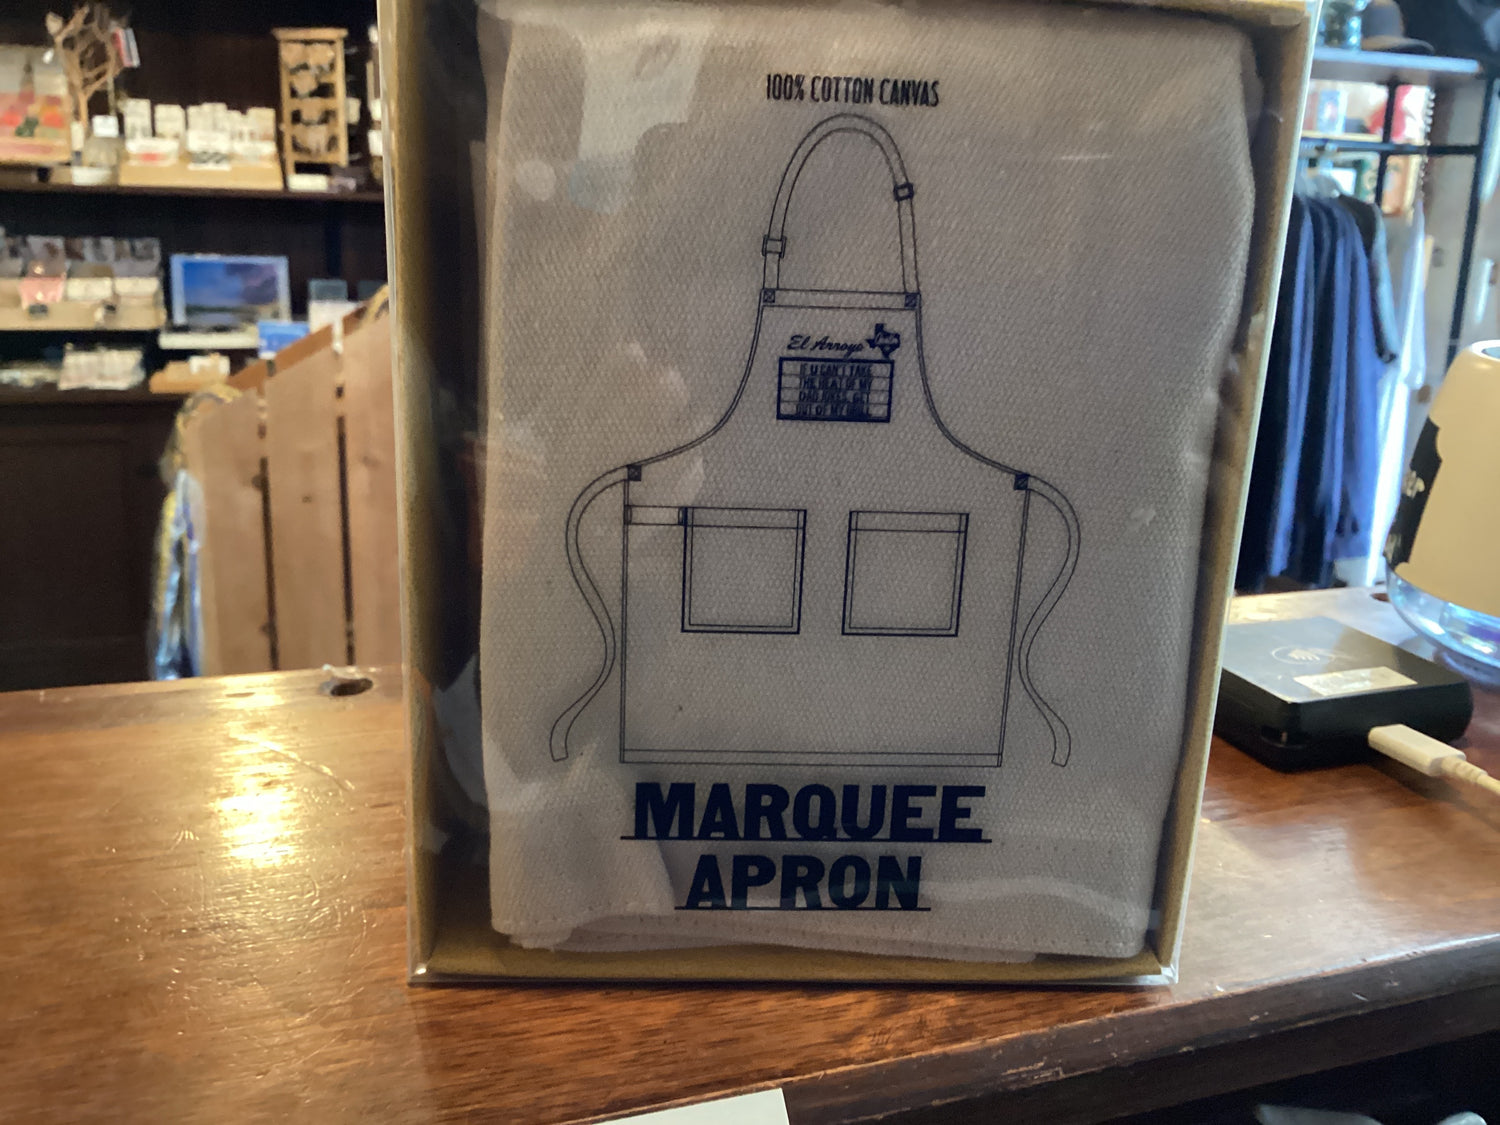 100% COTTON CANVAS
El Arroyo
IF U CAN'T TAKE
THE HEAT OF MY
DAD JOKES, GET
OUT OF MY GRILL
MARQUEE
APRON